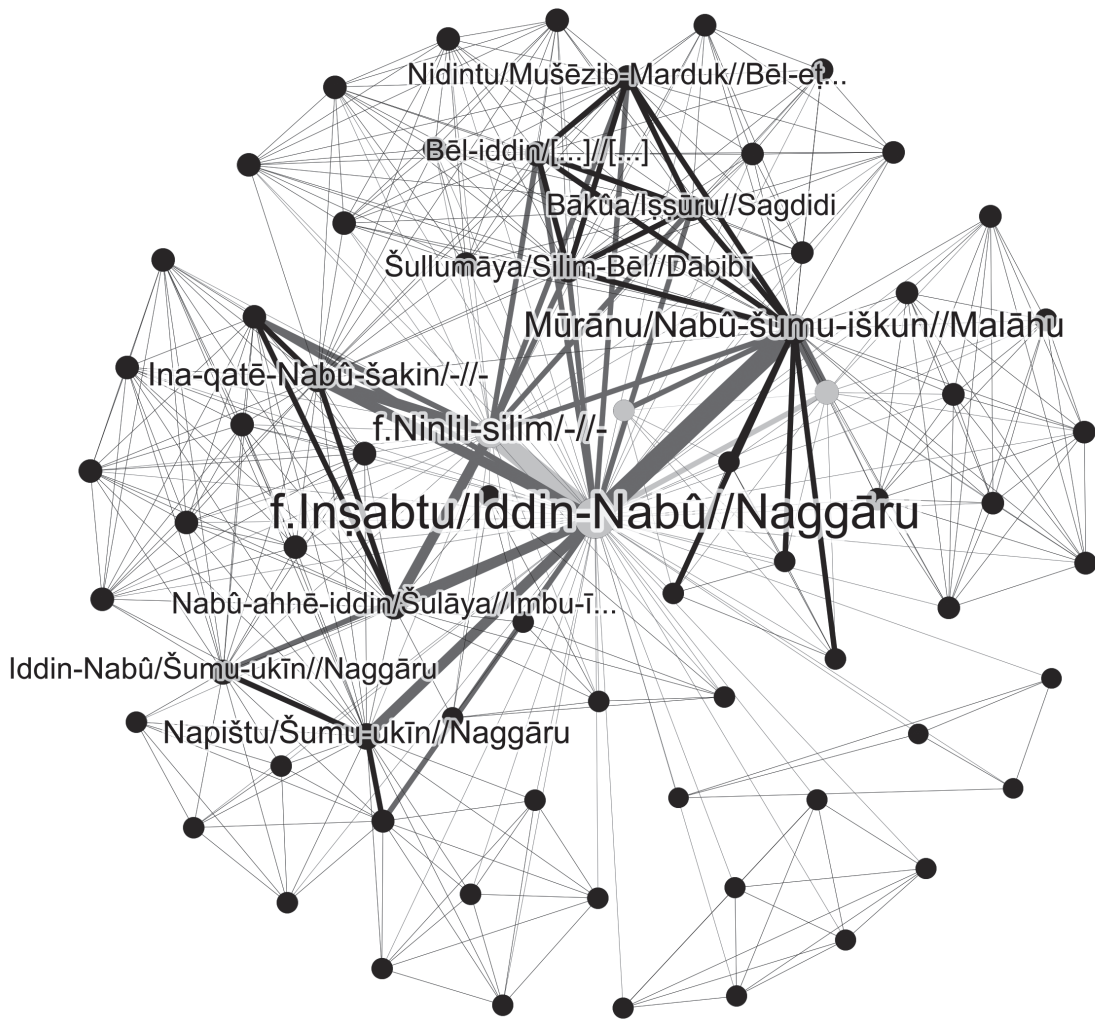 Nidintu/Mušēzib-Marduk//Bēl-eṭ...
Bēl-iddin/[...]//[...]
Bākûa/Iṣṣūru//Sagdidi
Šullumāya/Silim-Bēl//Dābibī
Mūrānu/Nabû-šumu-iškun//Malāhu
Ina-qatē-Nabû-šakin/-//-
f.Ninlil-silim/-//-
f.Inṣabtu/Iddin-Nabû//Naggāru
Nabû-ahhē-iddin/Šulāya//Imbu-ī...
Iddin-Nabû/Šumu-ukīn//Naggāru
Napištu/Šumu-ukīn//Naggāru